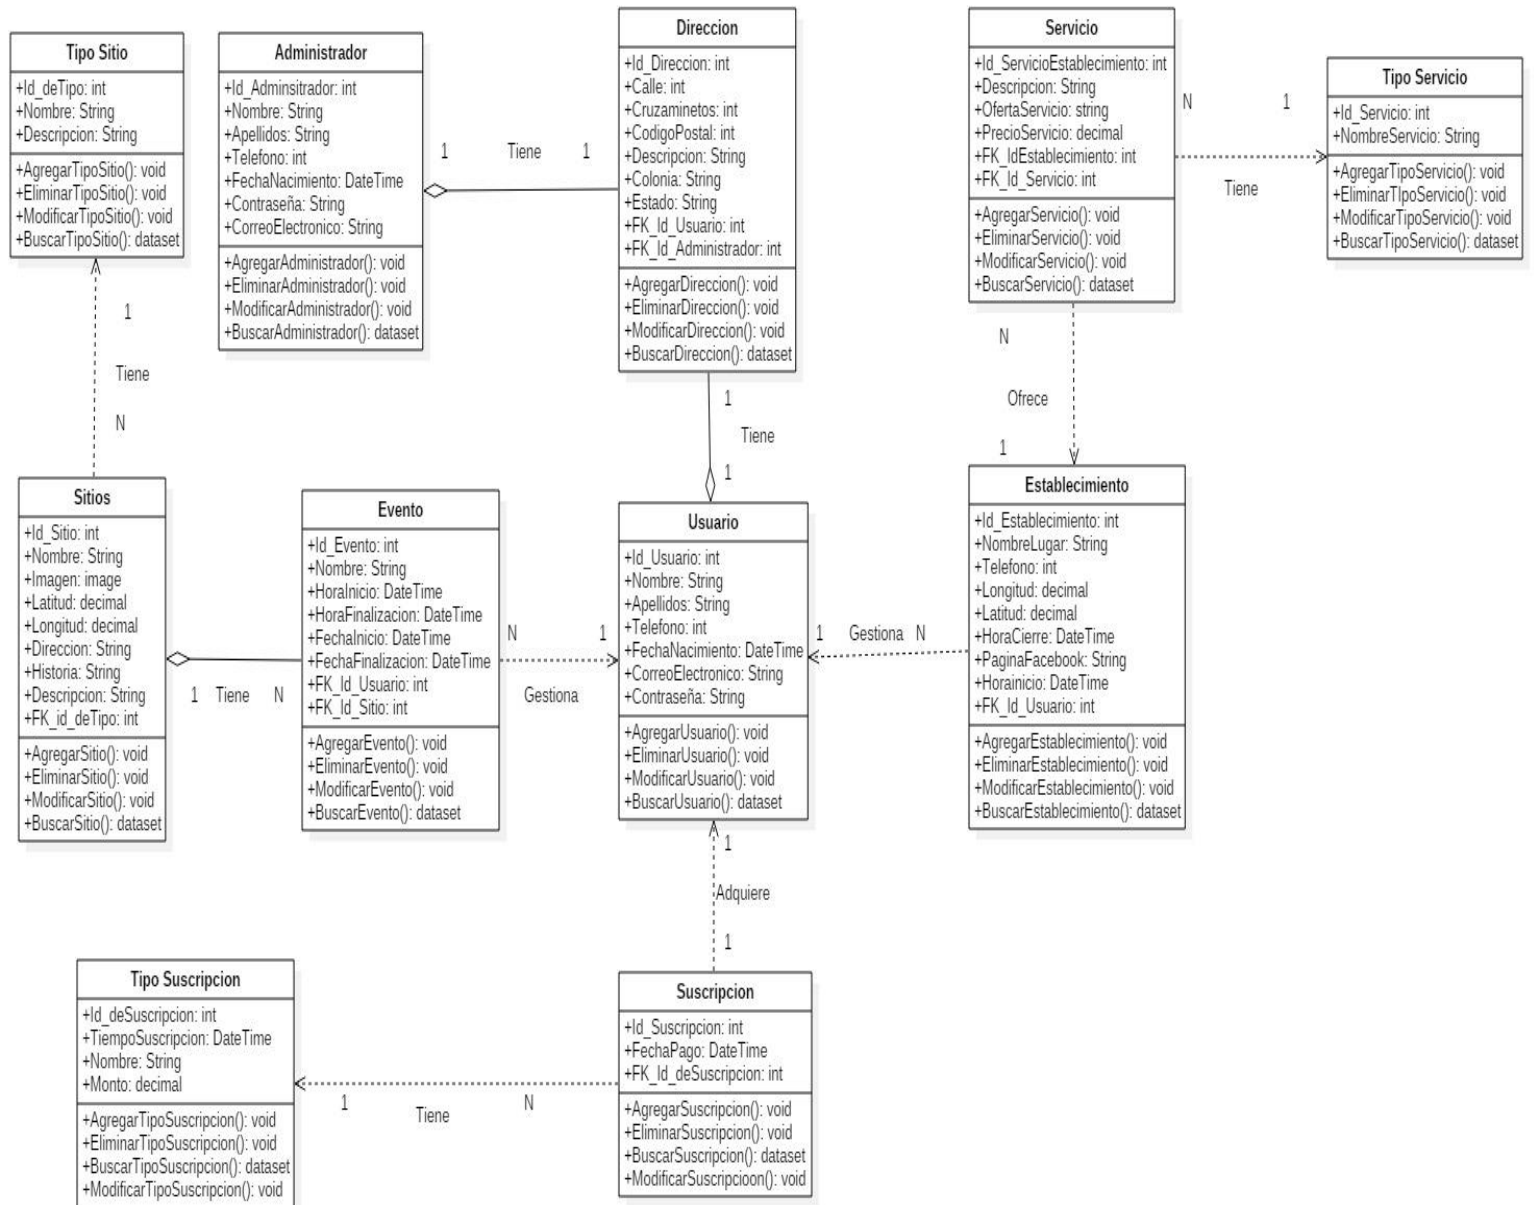 Tipo Sitio
+Id_deTipo: int
+Nombre: String
+Descripcion: String
+AgregarTipoSitio(): void
+EliminarTipoSitio(): void
+ModificarTipoSitio(): void
+BuscarTipoSitio(): dataset
Administrador
+Id_Adminsitrador: int
+Nombre: String
+Apellidos: String
+Telefono: int
+FechaNacimiento: DateTime
+Contraseña: String
+CorreoElectronico: String
+AgregarAdministrador(): void
+EliminarAdministrador(): void
+ModificarAdministrador(): void
+BuscarAdministrador(): dataset
1 Tiene 1
Direccion
+Id_Direccion: int
+Calle: int
+Cruzaminetos: int
+CodigoPostal: int
+Descripcion: String
+Colonia: String
+Estado: String
+FK_Id_Usuario: int
+FK_Id_Administrador: int
+AgregarDireccion(): void
+EliminarDireccion(): void
+ModificarDireccion(): void
+BuscarDireccion(): dataset
Servicio
+Id_ServicioEstablecimiento: int
+Descripcion: String
+OfertaServicio: string
+PrecioServicio: decimal
+FK_IdEstablecimiento: int
+FK_Id_Servicio: int
+AgregarServicio(): void
+EliminarServicio(): void
+ModificarServicio(): void
+BuscarServicio(): dataset
N 1
Tiene
Tipo Servicio
+Id_Servicio: int
+NombreServicio: String
+AgregarTipoServicio(): void
+EliminarTIpoServicio(): void
+ModificarTipoServicio(): void
+BuscarTipoServicio(): dataset
1
Tiene
N
1
Tiene
1
N
Ofrece
1
Sitios
+Id_Sitio: int
+Nombre: String
+Imagen: image
+Latitud: decimal
+Longitud: decimal
+Direccion: String
+Historia: String
+Descripcion: String
+FK_id_deTipo: int
+AgregarSitio(): void
+EliminarSitio(): void
+ModificarSitio(): void
+BuscarSitio(): dataset
1 Tiene N
Evento
+Id_Evento: int
+Nombre: String
+HoraInicio: DateTime
+HoraFinalizacion: DateTime
+FechaInicio: DateTime
+FechaFinalizacion: DateTime
+FK_Id_Usuario: int
+FK_Id_Sitio: int
+AgregarEvento(): void
+EliminarEvento(): void
+ModificarEvento(): void
+BuscarEvento(): dataset
N 1
Gestiona
Usuario
+Id_Usuario: int
+Nombre: String
+Apellidos: String
+Telefono: int
+FechaNacimiento: DateTime
+CorreoElectronico: String
+Contraseña: String
+AgregarUsuario(): void
+EliminarUsuario(): void
+ModificarUsuario(): void
+BuscarUsuario(): dataset
1 Gestiona N
Establecimiento
+Id_Establecimiento: int
+NombreLugar: String
+Telefono: int
+Longitud: decimal
+Latitud: decimal
+HoraCierre: DateTime
+PaginaFacebook: String
+Horainicio: DateTime
+FK_Id_Usuario: int
+AgregarEstablecimiento(): void
+EliminarEstablecimiento(): void
+ModificarEstablecimiento(): void
+BuscarEstablecimiento(): dataset
1
Adquiere
1
Tipo Suscripcion
+Id_deSuscripcion: int
+TiempoSuscripcion: DateTime
+Nombre: String
+Monto: decimal
+AgregarTipoSuscripcion(): void
+EliminarTipoSuscripcion(): void
+BuscarTipoSuscripcion(): dataset
+ModificarTipoSuscripcion(): void
1 Tiene N
Suscripcion
+Id_Suscripcion: int
+FechaPago: DateTime
+FK_Id_deSuscripcion: int
+AgregarSuscripcion(): void
+EliminarSuscripcion(): void
+BuscarSuscripcion(): dataset
+ModificarSuscripcioon(): void